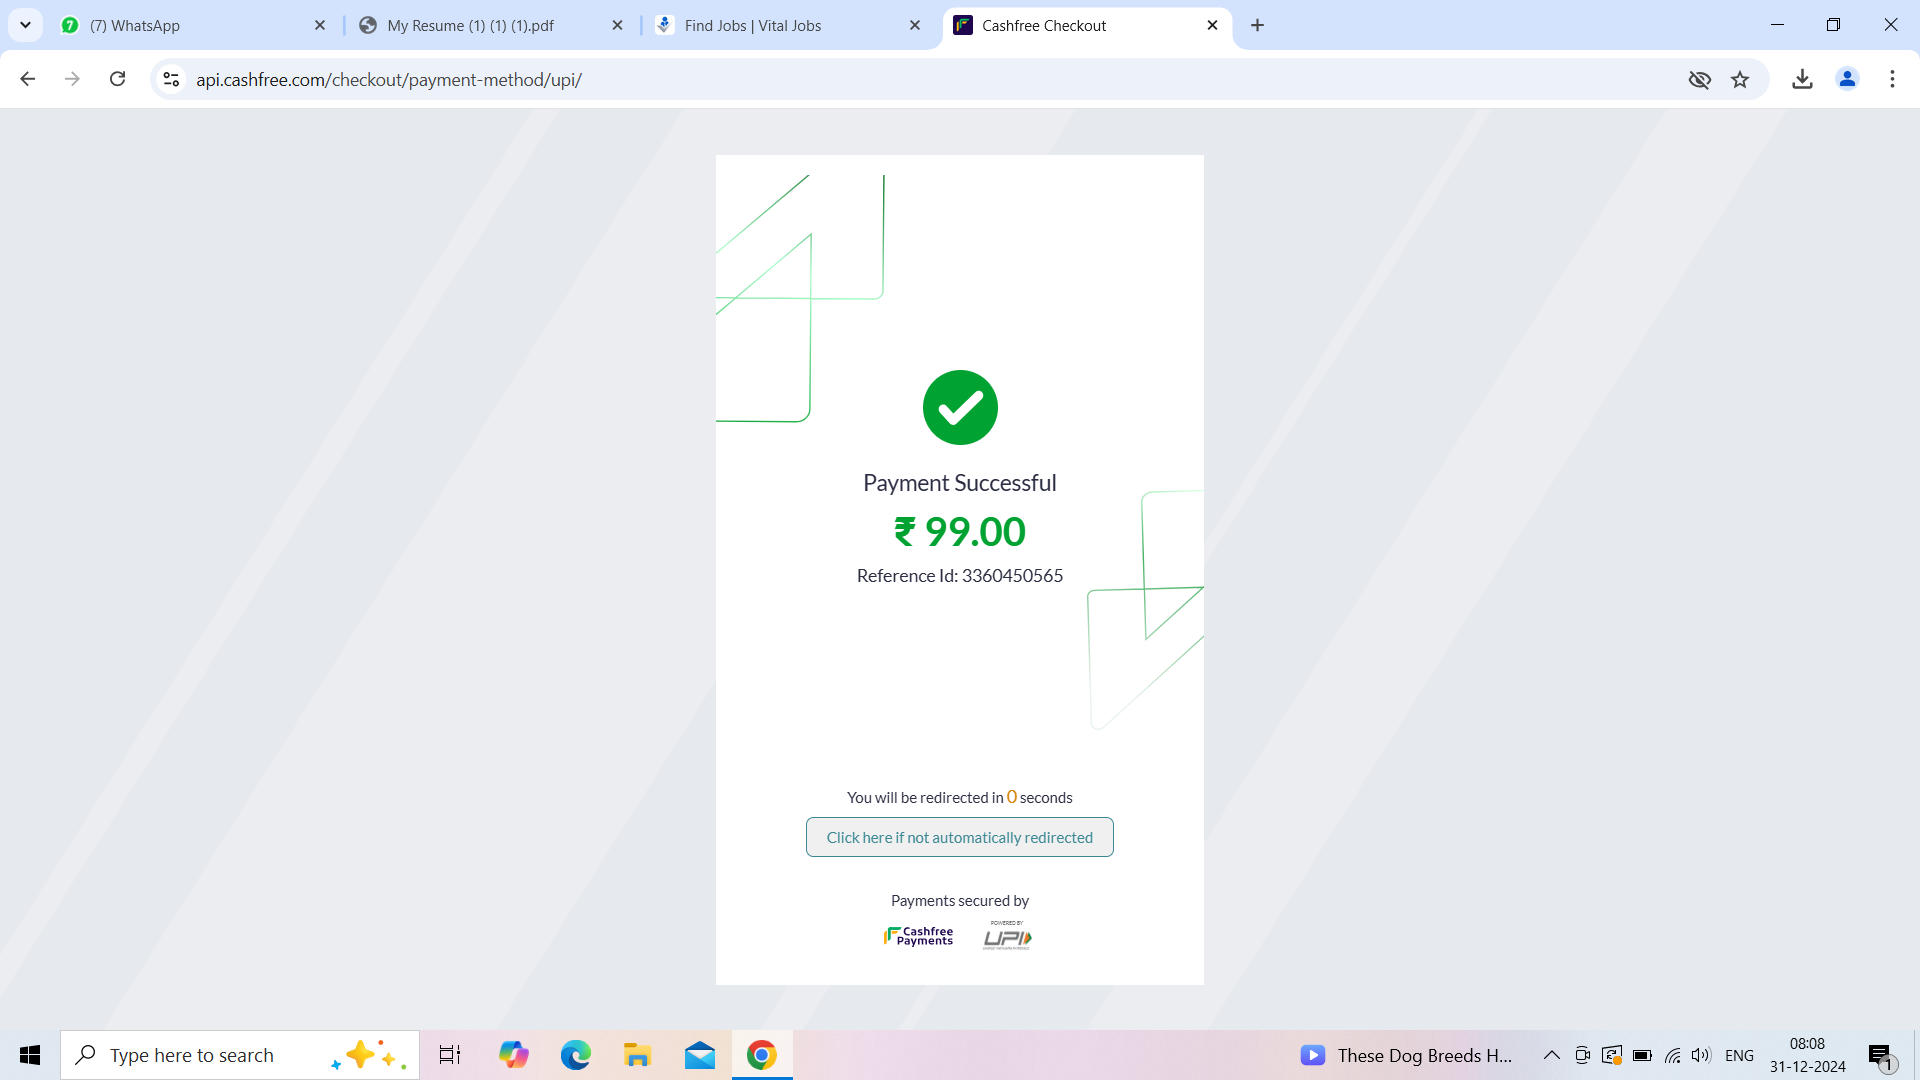 (7) WhatsApp
My Resume (1) (1) (1).pdf
Find Jobs | Vital Jobs
Cashfree Checkout
api.cashfree.com/checkout/payment-method/upi/
Payment Successful
₹ 99.00
Reference Id: 3360450565
You will be redirected in 0 seconds
Click here if not automatically redirected
Payments secured by
Cashfree
Payments
POWERED BY
UPI
Type here to search
These Dog Breeds H...
ENG
08:08
31-12-2024
1